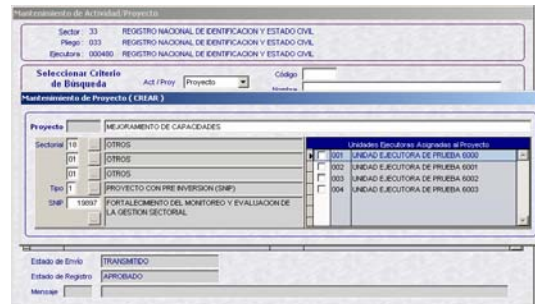 Mantenimiento de Actividad/Proyecto
Sector: 33 REGISTRO NACIONAL DE IDENTIFICACION Y ESTADO CIVIL
Pliego: 033 REGISTRO NACIONAL DE IDENTIFICACION Y ESTADO CIVIL
Ejecutora: 000480 REGISTRO NACIONAL DE IDENTIFICACION Y ESTADO CIVIL
Seleccionar Criterio de Búsqueda
Act / Proy Proyecto
Código
Nombre
Mantenimiento de Proyecto ( CREAR )
Proyecto MEJORAMIENTO DE CAPACIDADES
Sectorial 10 ... OTROS
01 ... OTROS
01 ... OTROS
Tipo 1 ... PROYECTO CON PRE INVERSION (SNIP)
SNIP 19897 FORTALECIMIENTO DEL MONITOREO Y EVALUACION DE
... LA GESTION SECTORIAL
Unidades Ejecutoras Asignadas al Proyecto
001 UNIDAD EJECUTORA DE PRUEBA 6000
002 UNIDAD EJECUTORA DE PRUEBA 6001
003 UNIDAD EJECUTORA DE PRUEBA 6002
004 UNIDAD EJECUTORA DE PRUEBA 6003
Estado de Envío TRANSMITIDO
Estado de Registro APROBADO
Mensaje